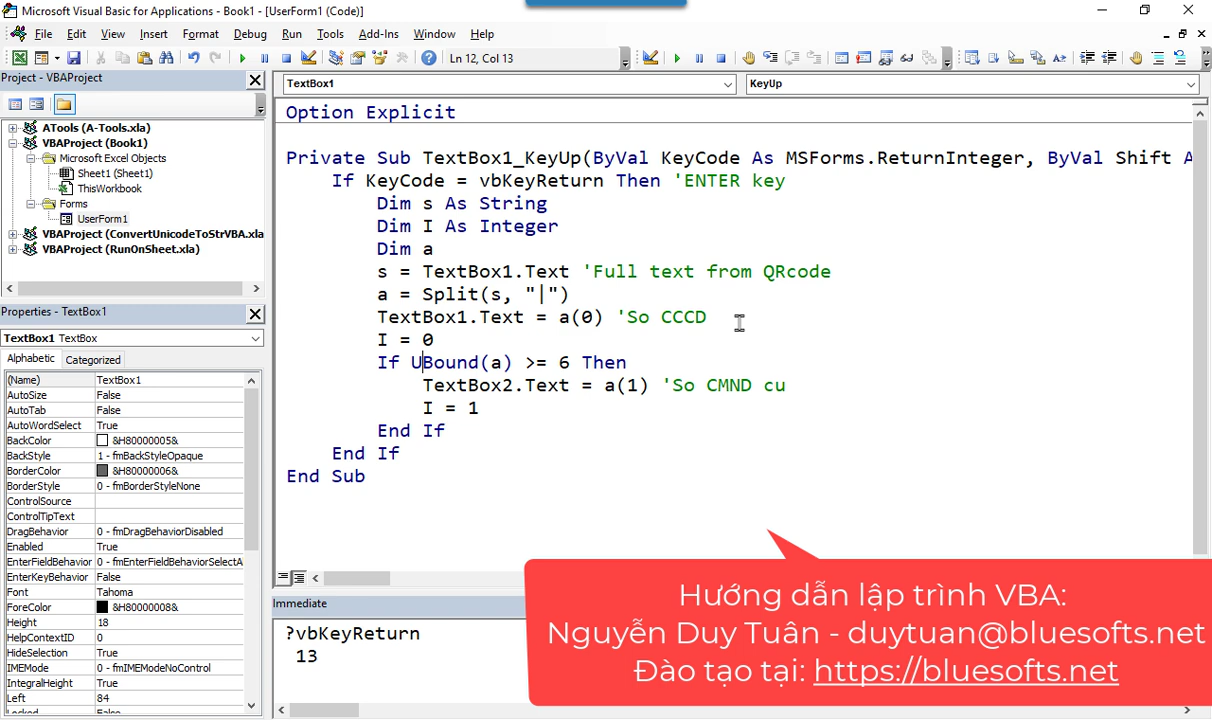 Microsoft Visual Basic for Applications - Book1 - [UserForm1 (Code)]
File Edit View Insert Format Debug Run Tools Add-Ins Window Help
Ln 12, Col 13
Project - VBAProject
ATools (A-Tools.xla)
VBAProject (Book1)
Microsoft Excel Objects
Sheet1 (Sheet1)
ThisWorkbook
Forms
UserForm1
VBAProject (ConvertUnicodeToStrVBA.xla
VBAProject (RunOnSheet.xla)
Properties - TextBox1
TextBox1 TextBox
Alphabetic Categorized
(Name) TextBox1
AutoSize False
AutoTab False
AutoWordSelect True
BackColor &H80000005&
BackStyle 1 - fmBackStyleOpaque
BorderColor &H80000006&
BorderStyle 0 - fmBorderStyleNone
ControlSource
ControlTipText
DragBehavior 0 - fmDragBehaviorDisabled
Enabled True
EnterFieldBehavior 0 - fmEnterFieldBehaviorSelectA
EnterKeyBehavior False
Font Tahoma
ForeColor &H80000008&
Height 18
HelpContextID 0
HideSelection True
IMEMode 0 - fmIMEModeNoControl
IntegralHeight True
Left 84
TextBox1 KeyUp
Option Explicit
Private Sub TextBox1_KeyUp(ByVal KeyCode As MSForms.ReturnInteger, ByVal Shift A
If KeyCode = vbKeyReturn Then 'ENTER key
Dim s As String
Dim I As Integer
Dim a
s = TextBox1.Text 'Full text from QRcode
a = Split(s, "|")
TextBox1.Text = a(0) 'So CCCD
I = 0
If UBound(a) >= 6 Then
TextBox2.Text = a(1) 'So CMND cu
I = 1
End If
End If
End Sub
Immediate
?vbKeyReturn
13
Hướng dẫn lập trình VBA:
Nguyễn Duy Tuân - duytuan@bluesofts.net
Đào tạo tại: https://bluesofts.net